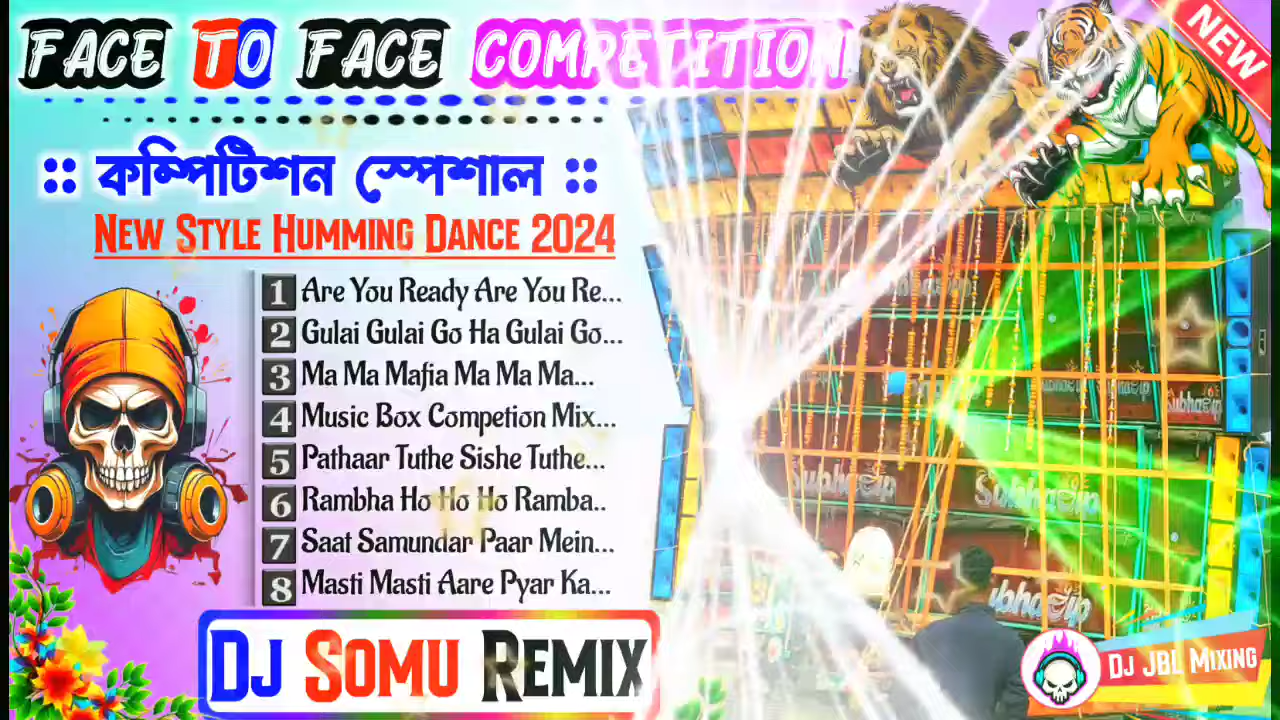 FACE TO FACE COMPETITION
NEW
:: কম্পিটিশন স্পেশাল ::
NEW STYLE HUMMING DANCE 2024
1 Are You Ready Are You Re...
2 Gulai Gulai Go Ha Gulai Go...
3 Ma Ma Mafia Ma Ma Ma...
4 Music Box Competion Mix...
5 Pathaar Tuthe Sishe Tuthe...
6 Rambha Ho Ho Ho Ramba..
7 Saat Samundar Paar Mein...
8 Masti Masti Aare Pyar Ka...
DJ SOMU REMIX
DJ JBL MIXING